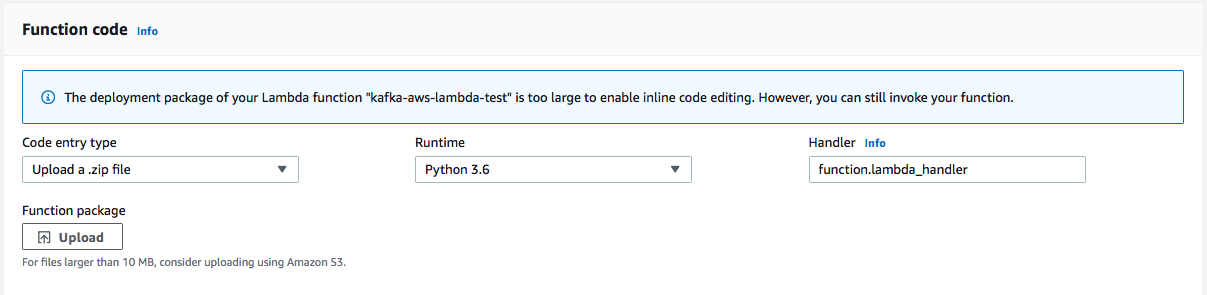 Function code Info
The deployment package of your Lambda function "kafka-aws-lambda-test" is too large to enable inline code editing. However, you can still invoke your function.
Code entry type Runtime Handler Info
Upload a .zip file Python 3.6 function.lambda_handler
Function package
Upload
For files larger than 10 MB, consider uploading using Amazon S3.